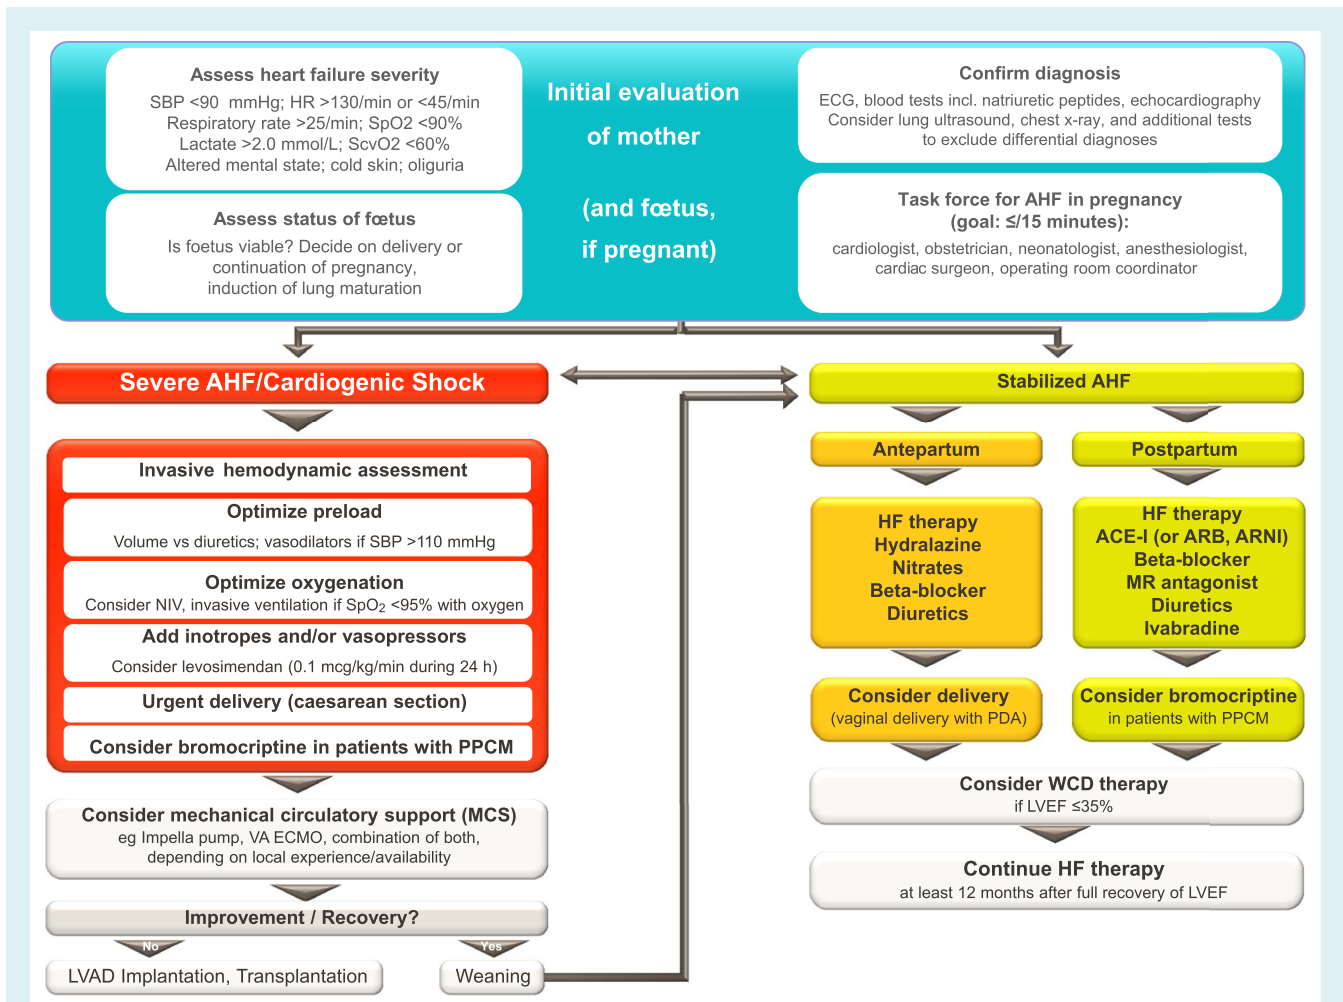 Assess heart failure severity
SBP <90 mmHg; HR >130/min or <45/min
Respiratory rate >25/min; SpO2 <90%
Lactate >2.0 mmol/L; ScvO2 <60%
Altered mental state; cold skin; oliguria
Assess status of fœtus
Is foetus viable? Decide on delivery or
continuation of pregnancy,
induction of lung maturation
Initial evaluation
of mother
(and fœtus,
if pregnant)
Confirm diagnosis
ECG, blood tests incl. natriuretic peptides, echocardiography
Consider lung ultrasound, chest x-ray, and additional tests
to exclude differential diagnoses
Task force for AHF in pregnancy
(goal: ≤/15 minutes):
cardiologist, obstetrician, neonatologist, anesthesiologist,
cardiac surgeon, operating room coordinator
Severe AHF/Cardiogenic Shock
Invasive hemodynamic assessment
Optimize preload
Volume vs diuretics; vasodilators if SBP >110 mmHg
Optimize oxygenation
Consider NIV, invasive ventilation if SpO₂ <95% with oxygen
Add inotropes and/or vasopressors
Consider levosimendan (0.1 mcg/kg/min during 24 h)
Urgent delivery (caesarean section)
Consider bromocriptine in patients with PPCM
Consider mechanical circulatory support (MCS)
eg Impella pump, VA ECMO, combination of both,
depending on local experience/availability
Improvement / Recovery?
No
Yes
LVAD Implantation, Transplantation
Weaning
Stabilized AHF
Antepartum
HF therapy
Hydralazine
Nitrates
Beta-blocker
Diuretics
Consider delivery
(vaginal delivery with PDA)
Postpartum
HF therapy
ACE-I (or ARB, ARNI)
Beta-blocker
MR antagonist
Diuretics
Ivabradine
Consider bromocriptine
in patients with PPCM
Consider WCD therapy
if LVEF ≤35%
Continue HF therapy
at least 12 months after full recovery of LVEF